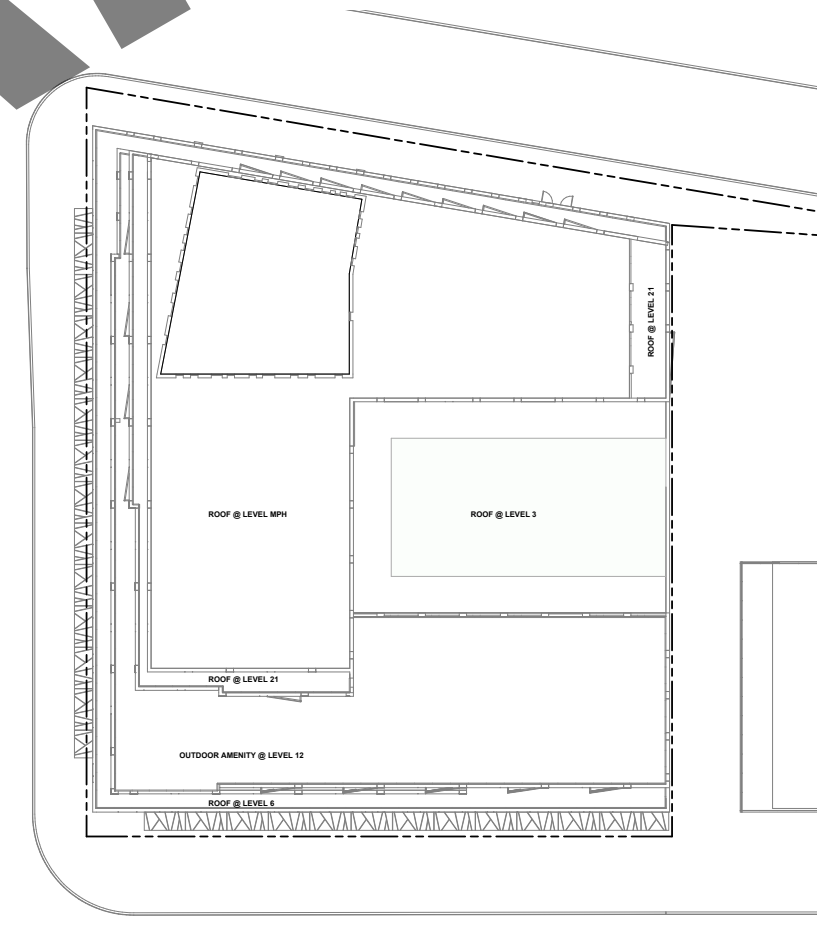 ROOF @ LEVEL 21
ROOF @ LEVEL MPH
ROOF @ LEVEL 3
ROOF @ LEVEL 21
OUTDOOR AMENITY @ LEVEL 12
ROOF @ LEVEL 6